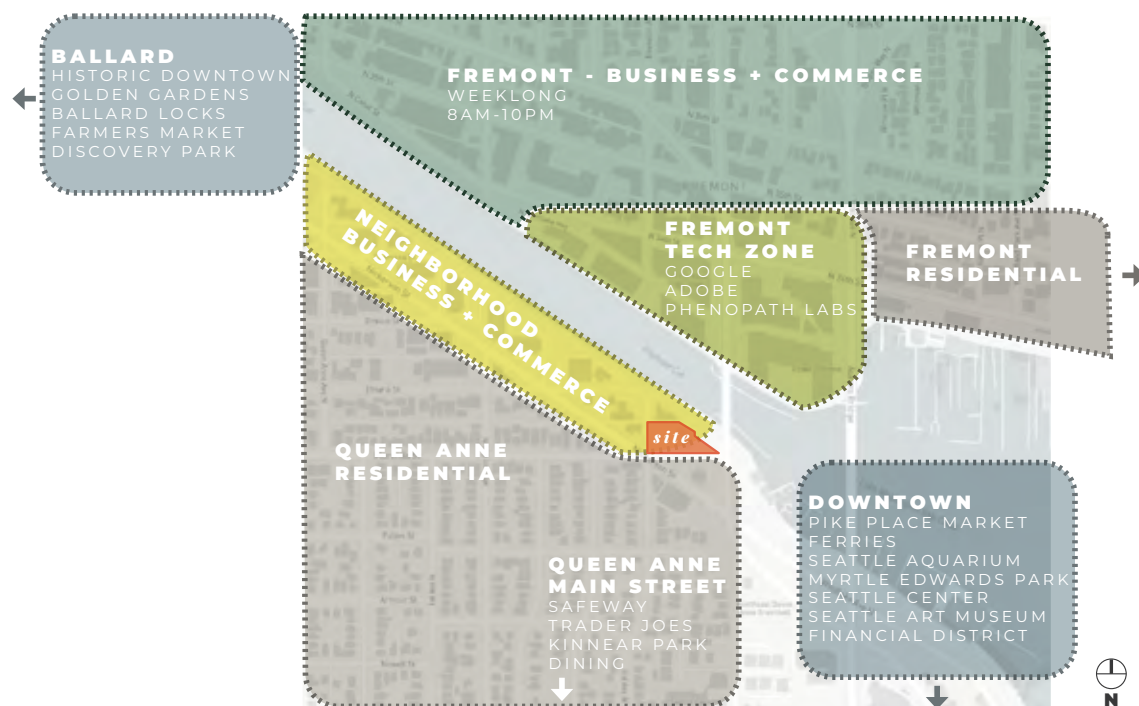 BALLARD
HISTORIC DOWNTOWN
GOLDEN GARDENS
BALLARD LOCKS
FARMERS MARKET
DISCOVERY PARK
FREMONT - BUSINESS + COMMERCE
WEEKLONG
8AM-10PM
FREMONT
NEIGHBORHOOD
BUSINESS + COMMERCE
FREMONT
TECH ZONE
GOOGLE
ADOBE
PHENOPATH LABS
FREMONT
RESIDENTIAL
site
QUEEN ANNE
RESIDENTIAL
QUEEN ANNE
MAIN STREET
SAFEWAY
TRADER JOES
KINNEAR PARK
DINING
DOWNTOWN
PIKE PLACE MARKET
FERRIES
SEATTLE AQUARIUM
MYRTLE EDWARDS PARK
SEATTLE CENTER
SEATTLE ART MUSEUM
FINANCIAL DISTRICT
N